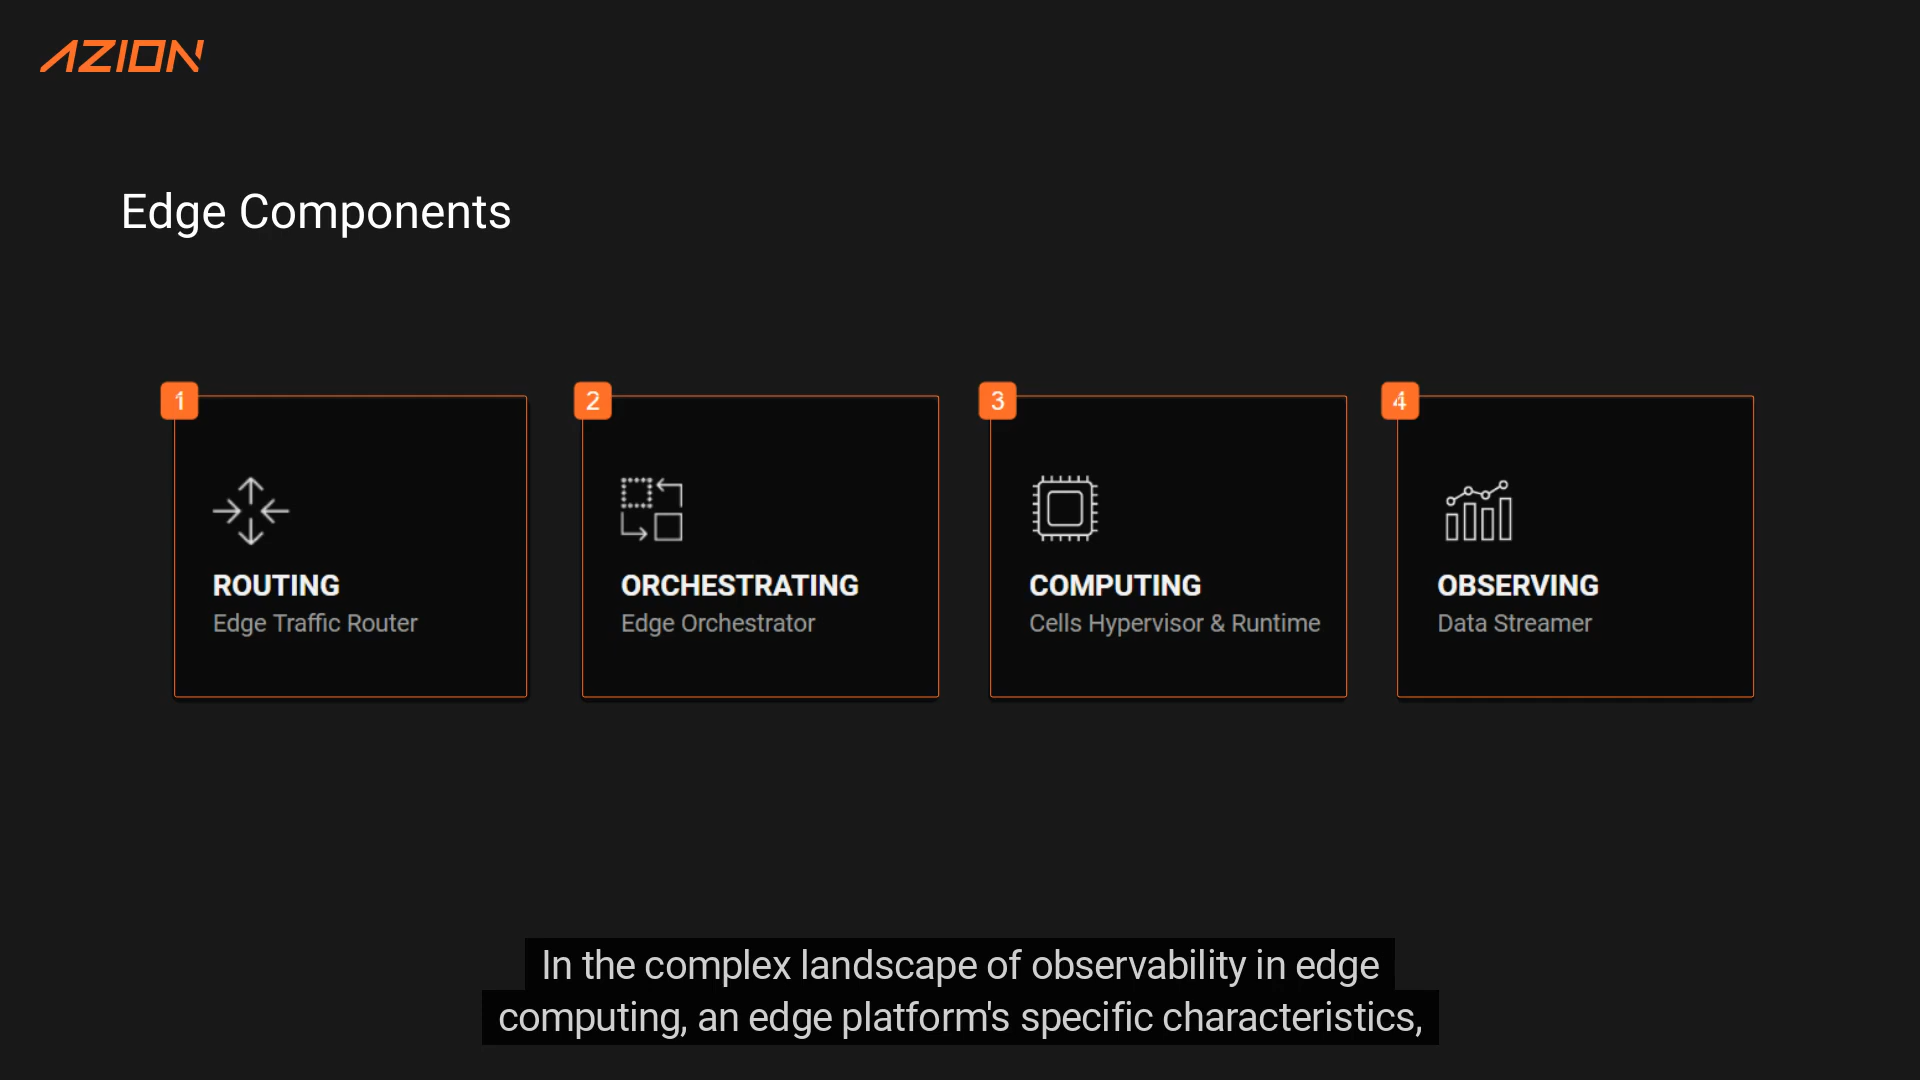 AZION
Edge Components
1
ROUTING
Edge Traffic Router
2
ORCHESTRATING
Edge Orchestrator
3
COMPUTING
Cells Hypervisor & Runtime
4
OBSERVING
Data Streamer
In the complex landscape of observability in edge
computing, an edge platform's specific characteristics,